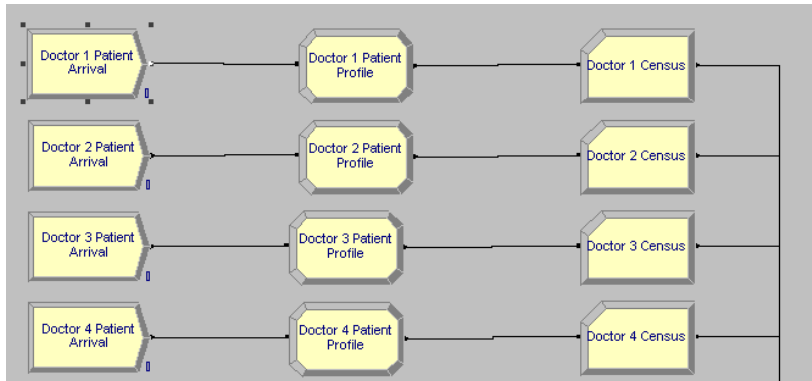 Doctor 1 Patient
Arrival
Doctor 1 Patient
Profile
Doctor 1 Census
Doctor 2 Patient
Arrival
Doctor 2 Patient
Profile
Doctor 2 Census
Doctor 3 Patient
Arrival
Doctor 3 Patient
Profile
Doctor 3 Census
Doctor 4 Patient
Arrival
Doctor 4 Patient
Profile
Doctor 4 Census